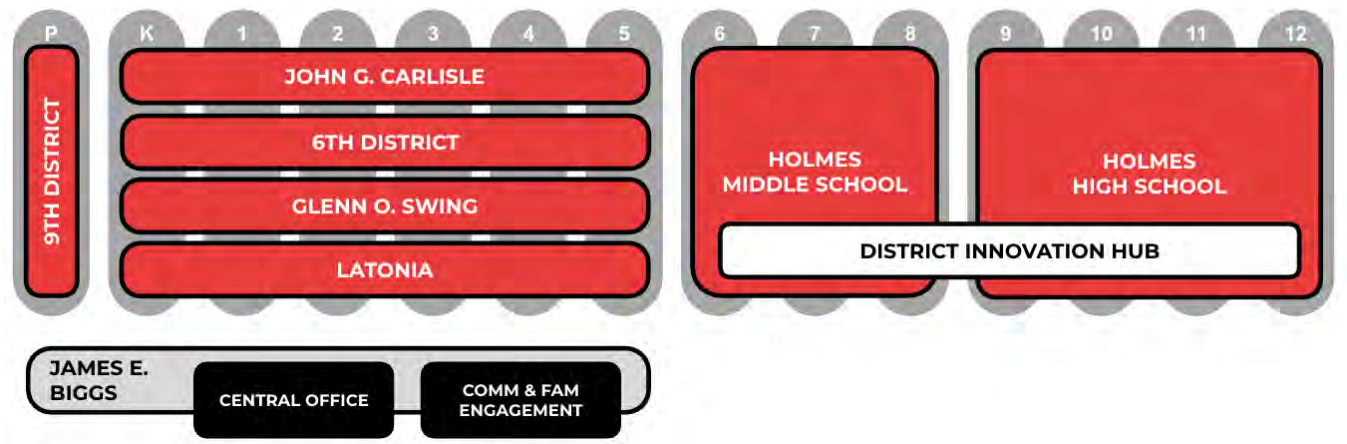 P K 1 2 3 4 5 6 7 8 9 10 11 12
9TH DISTRICT
JOHN G. CARLISLE
6TH DISTRICT
GLENN O. SWING
LATONIA
HOLMES
MIDDLE SCHOOL
HOLMES
HIGH SCHOOL
DISTRICT INNOVATION HUB
JAMES E.
BIGGS
CENTRAL OFFICE
COMM & FAM
ENGAGEMENT